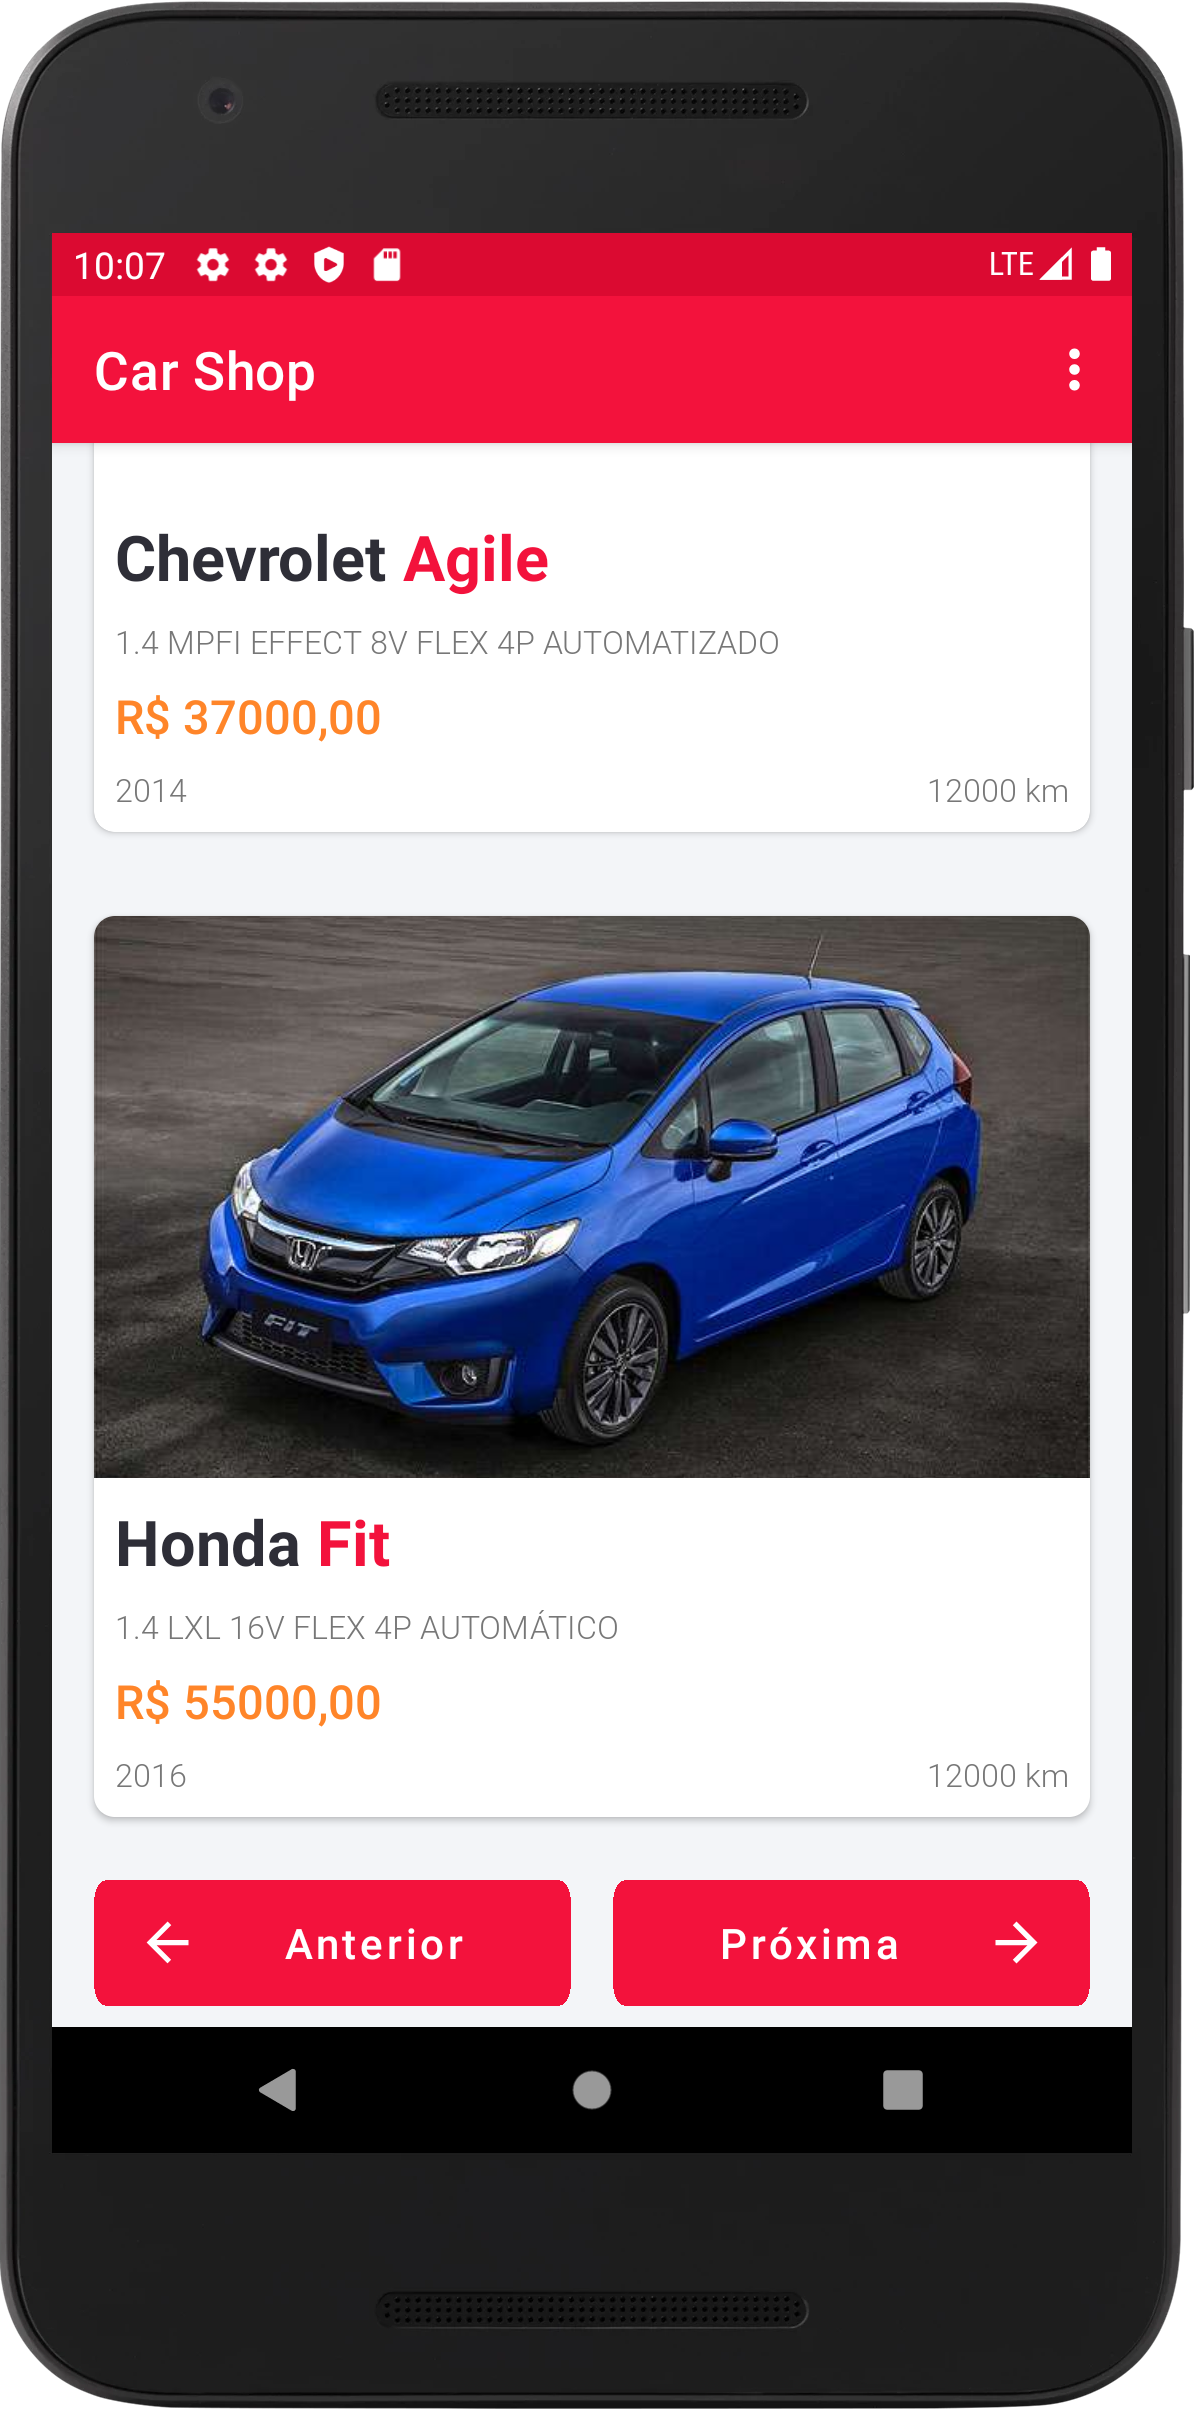 10:07 LTE
Car Shop
Chevrolet Agile
1.4 MPFI EFFECT 8V FLEX 4P AUTOMATIZADO
R$ 37000,00
2014 12000 km
FIT
Honda Fit
1.4 LXL 16V FLEX 4P AUTOMÁTICO
R$ 55000,00
2016 12000 km
Anterior Próxima